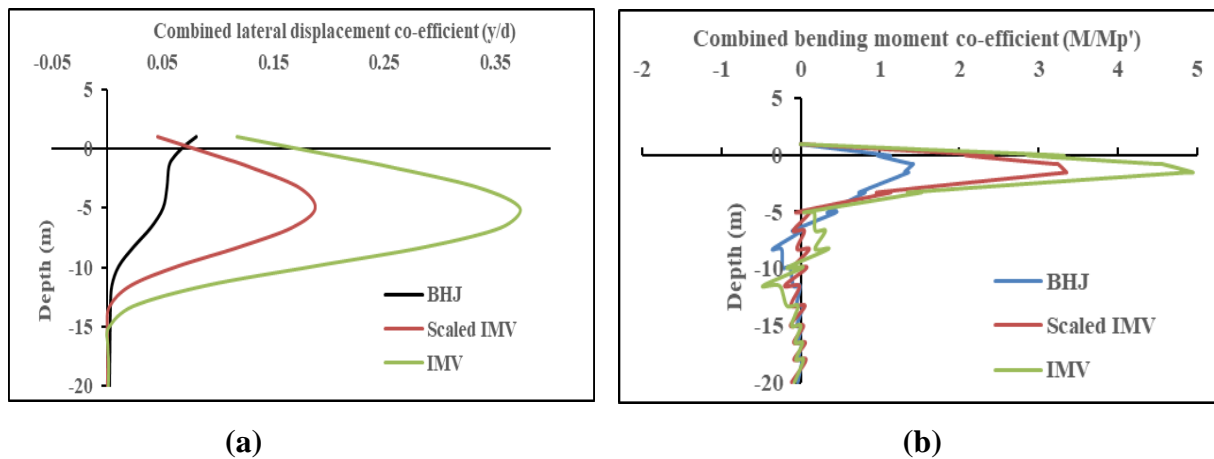 Combined lateral displacement co-efficient (y/d)
-0.05 0.05 0.15 0.25 0.35
5
0
-5
-10
-15
-20
Depth (m)
BHJ
Scaled IMV
IMV
(a)
Combined bending moment co-efficient (M/Mp')
-2 -1 0 1 2 3 4 5
5
0
-5
-10
-15
-20
Depth (m)
BHJ
Scaled IMV
IMV
(b)